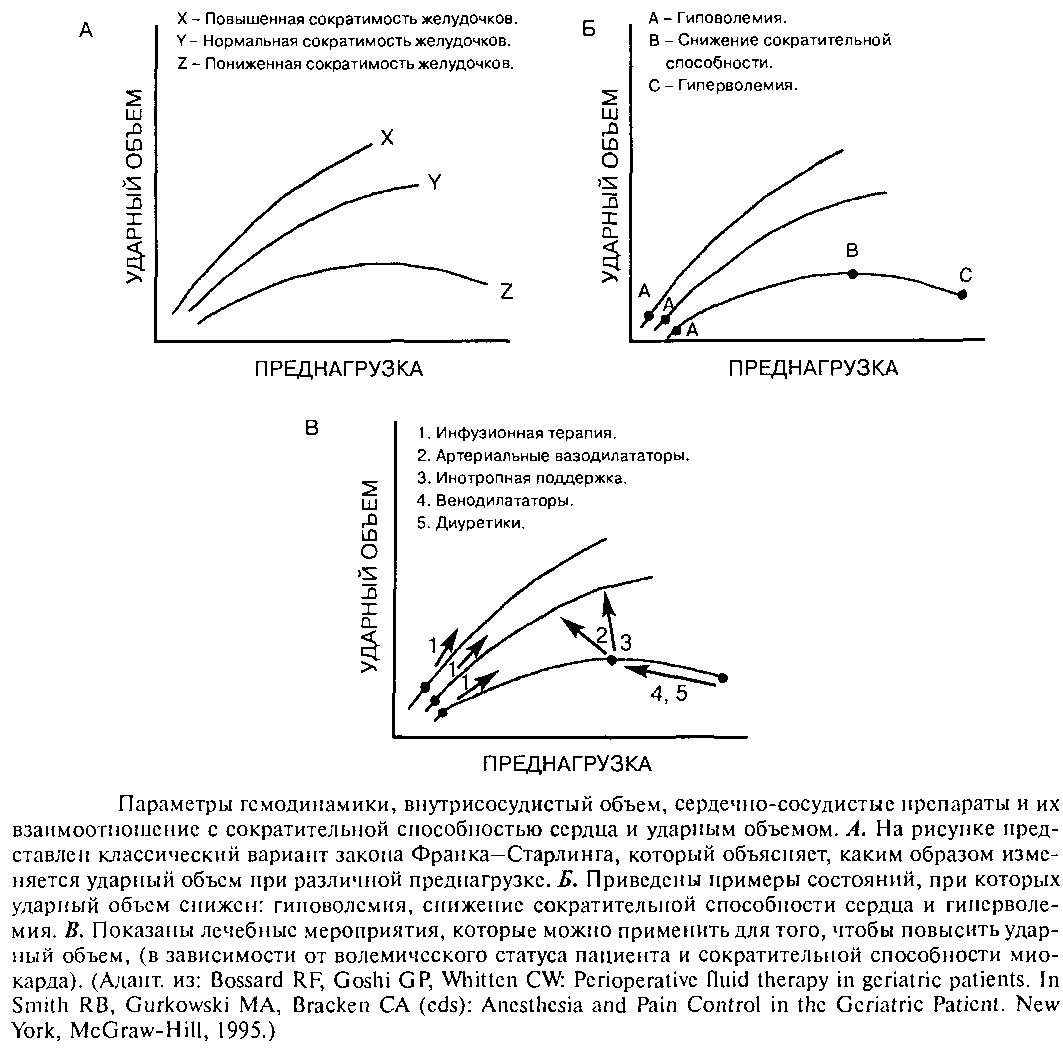 А
X – Повышенная сократимость желудочков.
Y – Нормальная сократимость желудочков.
Z – Пониженная сократимость желудочков.
УДАРНЫЙ ОБЪЕМ
X
Y
Z
ПРЕДНАГРУЗКА
Б
А – Гиповолемия.
В – Снижение сократительной
способности.
С – Гиперволемия.
УДАРНЫЙ ОБЪЕМ
А
А
А
В
С
ПРЕДНАГРУЗКА
В
1. Инфузионная терапия.
2. Артериальные вазодилататоры.
3. Инотропная поддержка.
4. Венодилататоры.
5. Диуретики.
УДАРНЫЙ ОБЪЕМ
1
1
1
2
3
4, 5
ПРЕДНАГРУЗКА
Параметры гемодинамики, внутрисосудистый объем, сердечно-сосудистые препараты и их
взаимоотношение с сократительной способностью сердца и ударным объемом. А. На рисунке пред-
ставлен классический вариант закона Франка–Старлинга, который объясняет, каким образом изме-
няется ударный объем при различной преднагрузке. Б. Приведены примеры состояний, при которых
ударный объем снижен: гиповолемия, снижение сократительной способности сердца и гиперволе-
мия. В. Показаны лечебные мероприятия, которые можно применить для того, чтобы повысить удар-
ный объем, (в зависимости от волемического статуса пациента и сократительной способности мио-
карда). (Адапт. из: Bossard RF, Goshi GP, Whitten CW: Perioperative fluid therapy in geriatric patients. In
Smith RB, Gurkowski MA, Bracken CA (eds): Anesthesia and Pain Control in the Geriatric Patient. New
York, McGraw-Hill, 1995.)